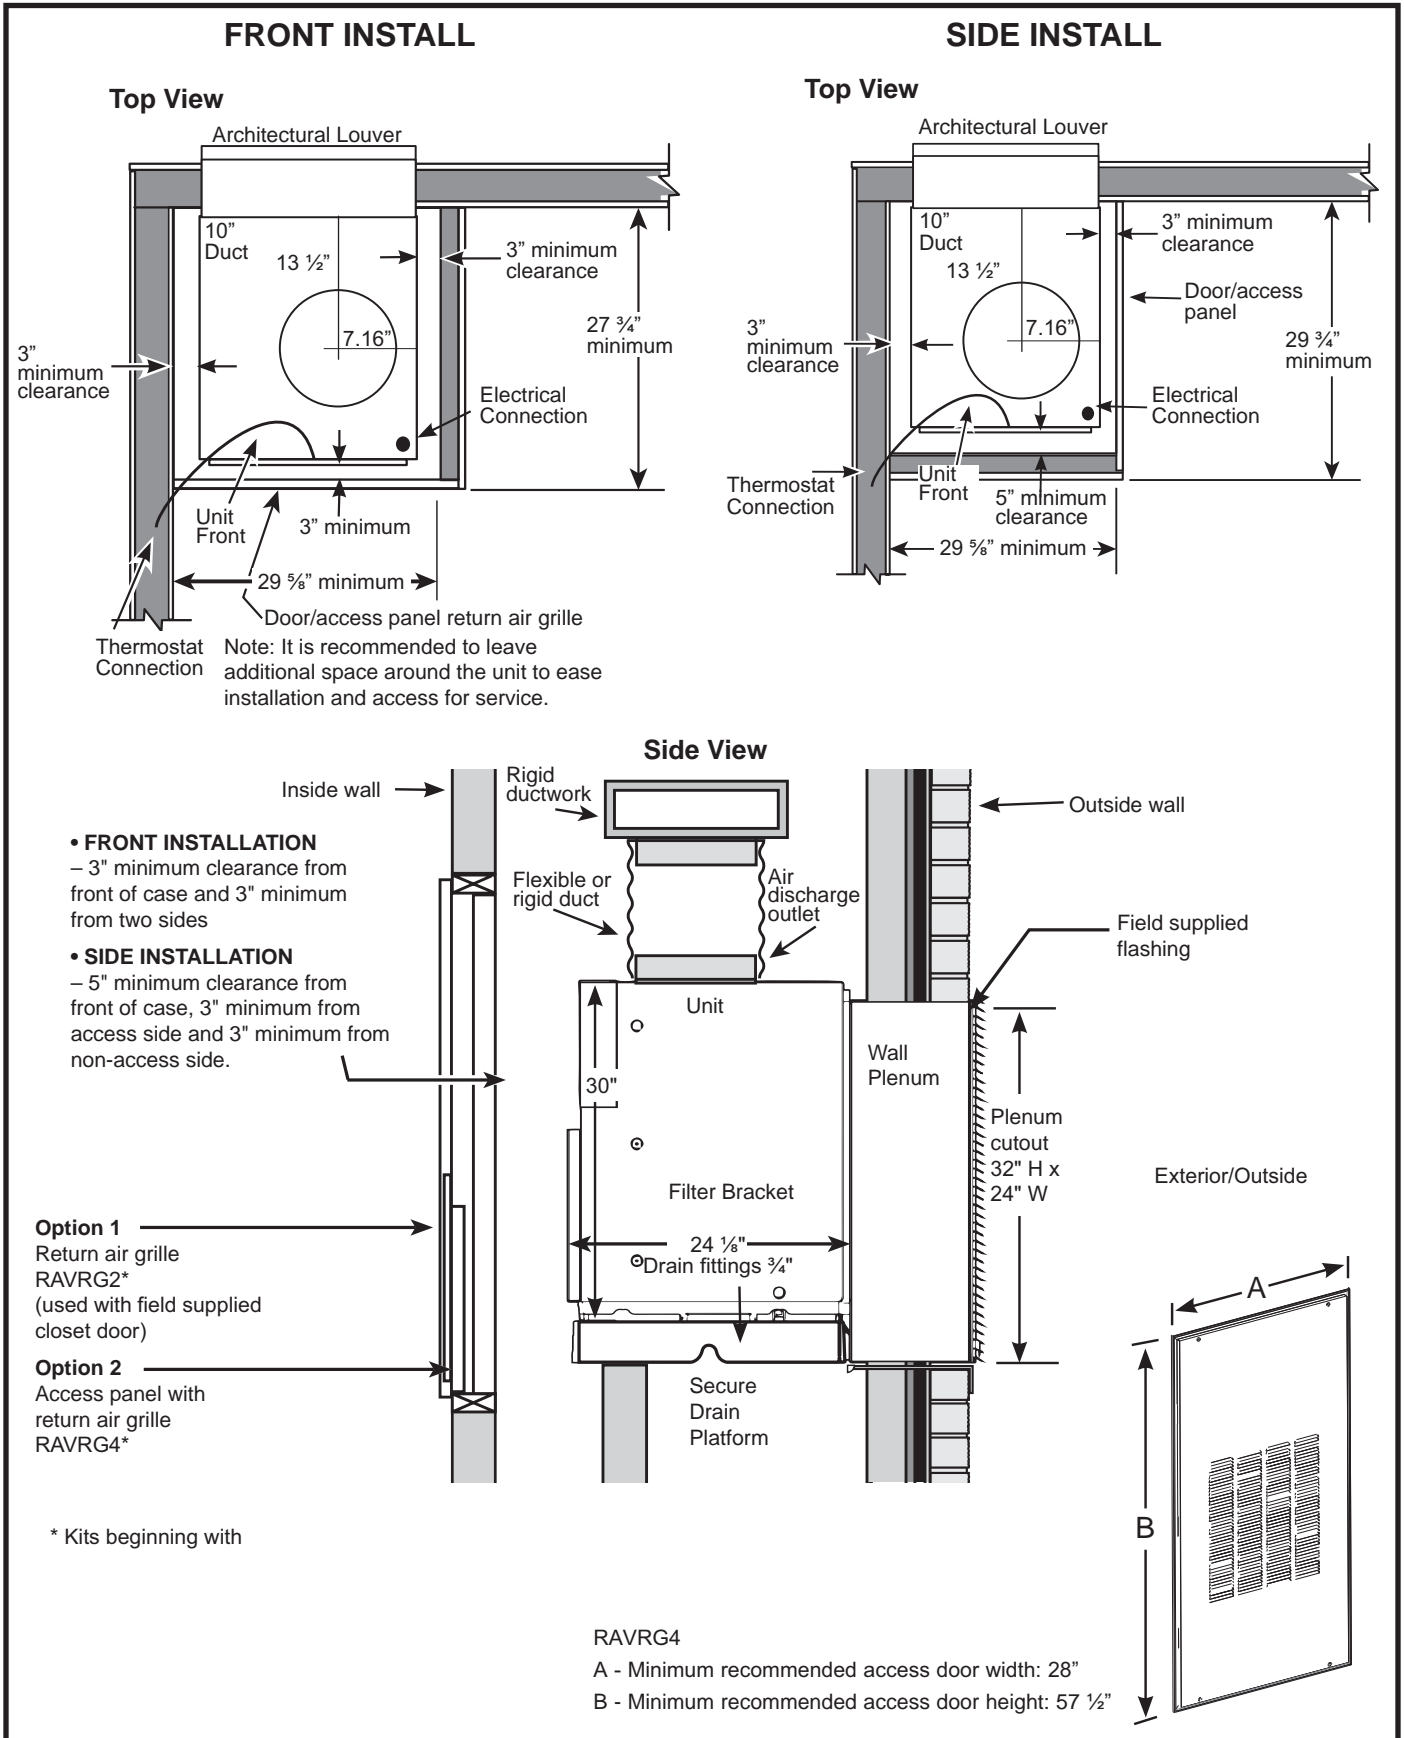 FRONT INSTALL
Top View
Architectural Louver
10”
Duct
13 ½”
7.16”
3” minimum
clearance
27 ¾”
minimum
3”
minimum
clearance
Electrical
Connection
Unit
Front
3” minimum
29 ⅝” minimum
Door/access panel return air grille
Thermostat
Connection
Note: It is recommended to leave
additional space around the unit to ease
installation and access for service.
SIDE INSTALL
Top View
Architectural Louver
10”
Duct
13 ½”
7.16”
3” minimum
clearance
Door/access
panel
29 ¾”
minimum
3”
minimum
clearance
Electrical
Connection
Thermostat
Connection
Unit
Front
5” minimum
clearance
29 ⅝” minimum
Side View
Inside wall
Rigid
ductwork
Outside wall
• FRONT INSTALLATION
– 3" minimum clearance from
front of case and 3" minimum
from two sides
• SIDE INSTALLATION
– 5" minimum clearance from
front of case, 3" minimum from
access side and 3" minimum from
non-access side.
Flexible or
rigid duct
Air
discharge
outlet
Field supplied
flashing
Unit
30"
Wall
Plenum
Plenum
cutout
32" H x
24" W
Filter Bracket
24 ⅛"
Drain fittings ¾"
Secure
Drain
Platform
Option 1
Return air grille
RAVRG2*
(used with field supplied
closet door)
Option 2
Access panel with
return air grille
RAVRG4*
* Kits beginning with
Exterior/Outside
A
B
RAVRG4
A - Minimum recommended access door width: 28”
B - Minimum recommended access door height: 57 ½”